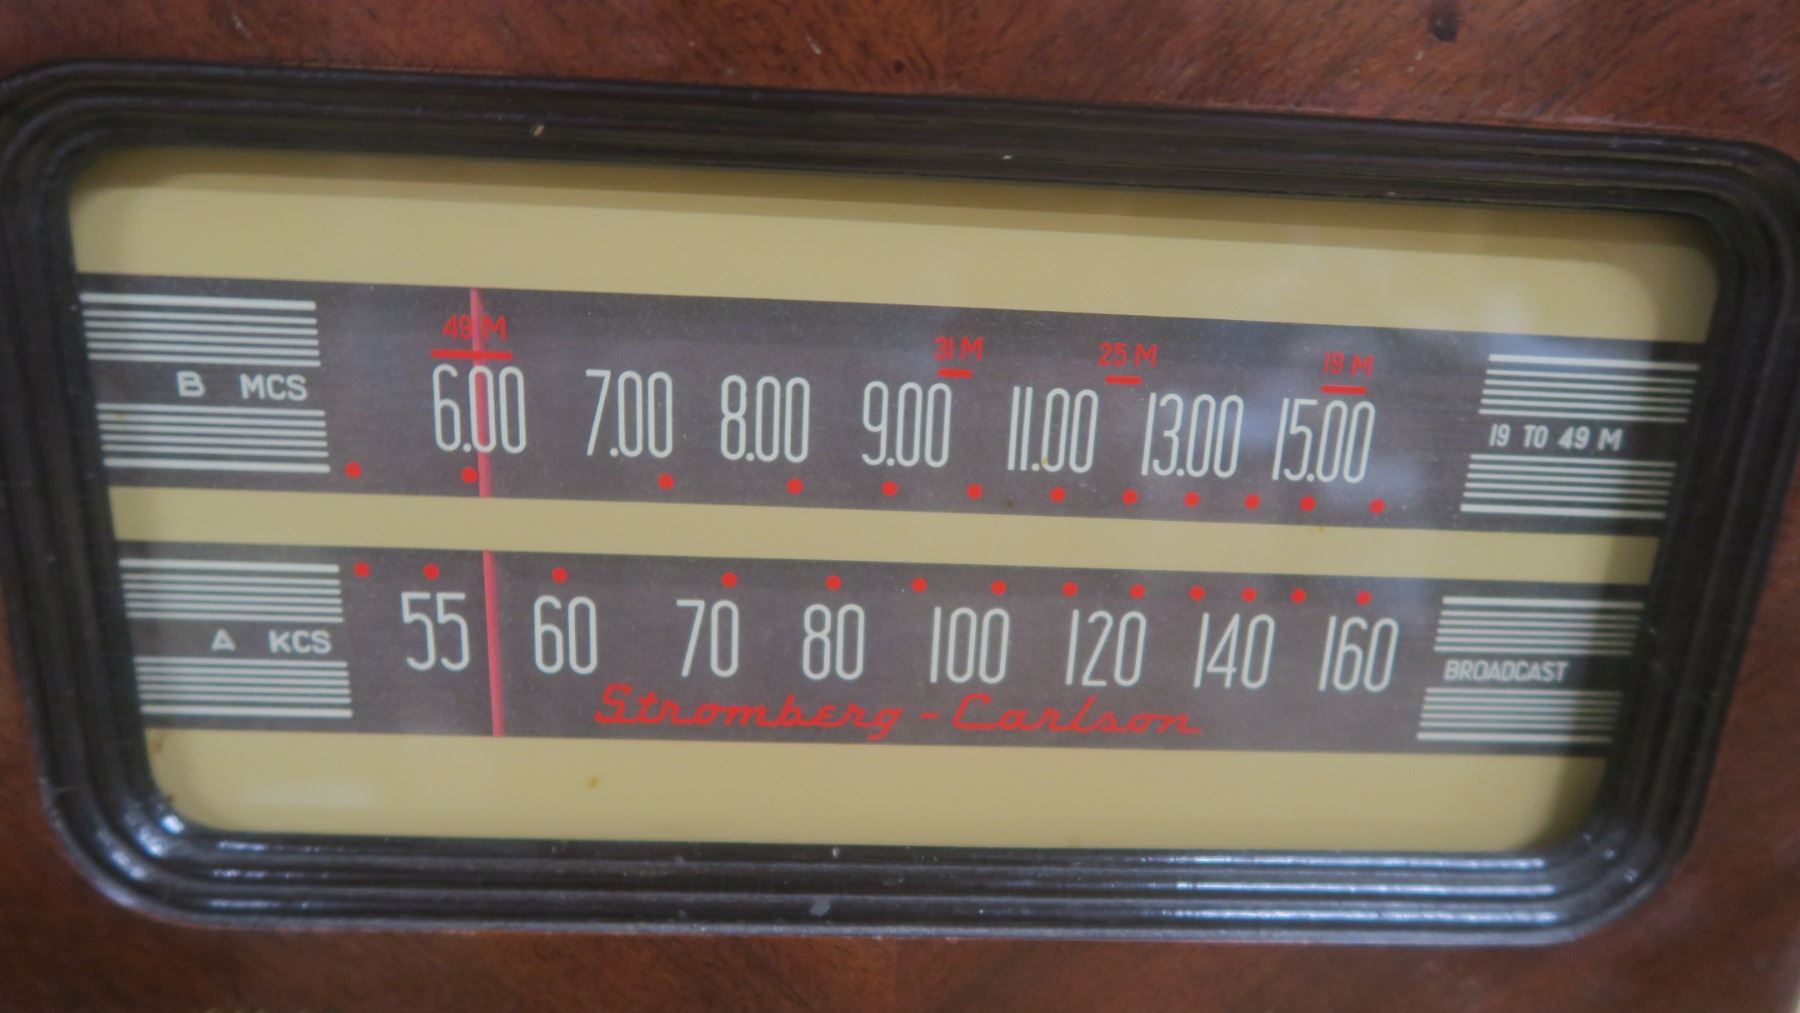 49 M 31 M 25 M 19 M
B MCS 6.00 7.00 8.00 9.00 11.00 13.00 15.00 19 TO 49 M
A KCS 55 60 70 80 100 120 140 160 BROADCAST
Stromberg-Carlson